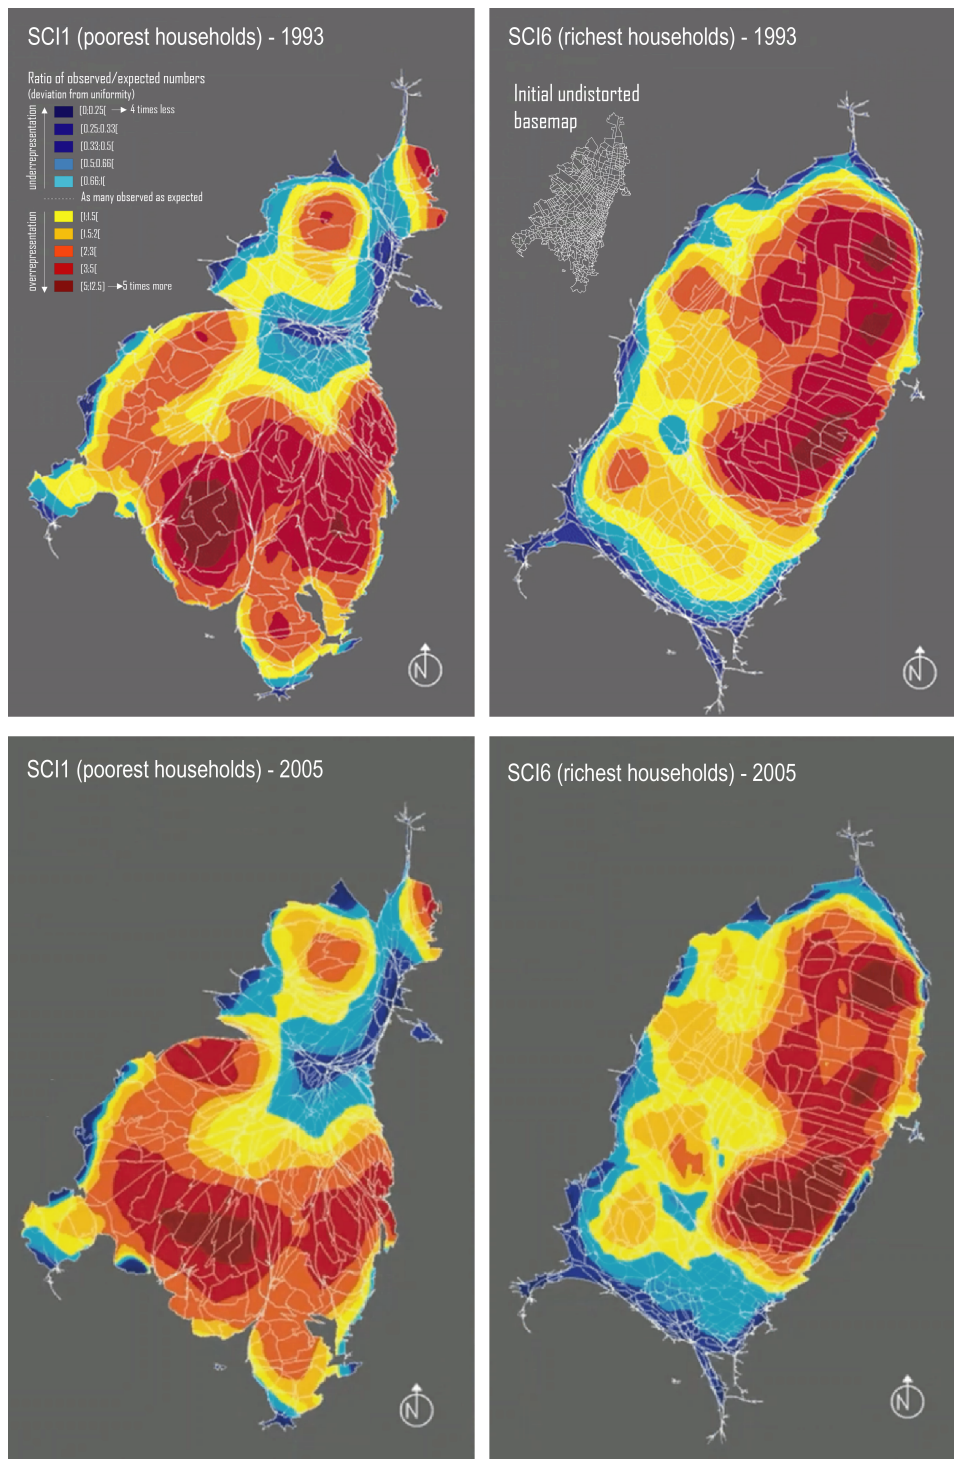 SCI1 (poorest households) - 1993
Ratio of observed/expected numbers
(deviation from uniformity)
underrepresentation
[0;0.25[ → 4 times less
[0.25;0.33[
[0.33;0.5[
[0.5;0.66[
[0.66;1[
As many observed as expected
overrepresentation
[1;1.5[
[1.5;2[
[2;3[
[3;5[
[5;12.5] → 5 times more
N
SCI6 (richest households) - 1993
Initial undistorted
basemap
N
SCI1 (poorest households) - 2005
N
SCI6 (richest households) - 2005
N